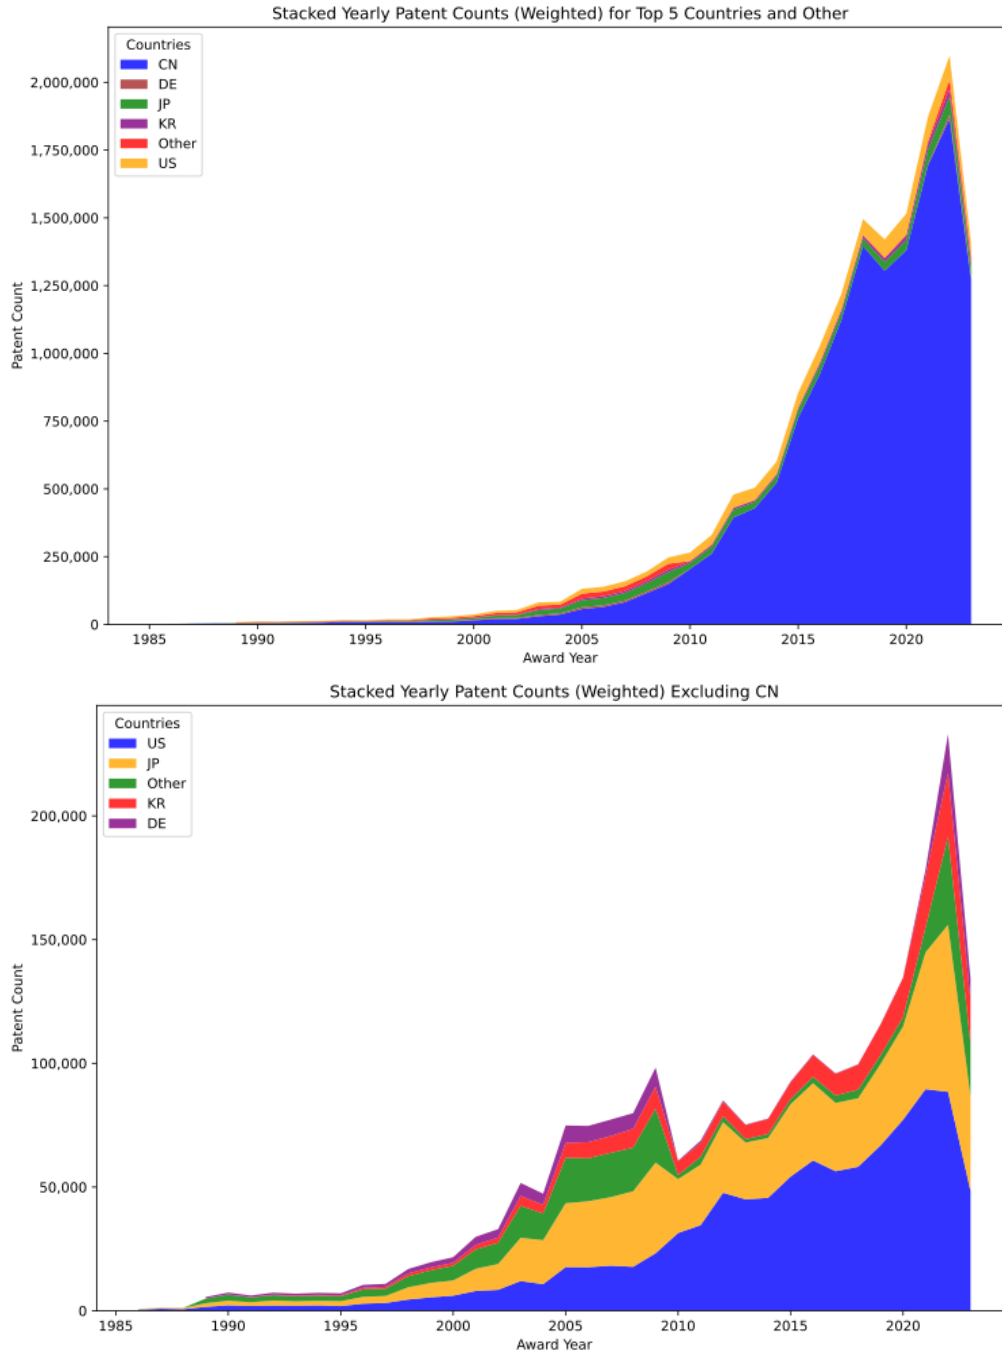 Stacked Yearly Patent Counts (Weighted) for Top 5 Countries and Other
Countries
CN
DE
JP
KR
Other
US
2,000,000
1,750,000
1,500,000
1,250,000
1,000,000
750,000
500,000
250,000
0
Patent Count
1985 1990 1995 2000 2005 2010 2015 2020
Award Year
Stacked Yearly Patent Counts (Weighted) Excluding CN
Countries
US
JP
Other
KR
DE
200,000
150,000
100,000
50,000
0
Patent Count
1985 1990 1995 2000 2005 2010 2015 2020
Award Year